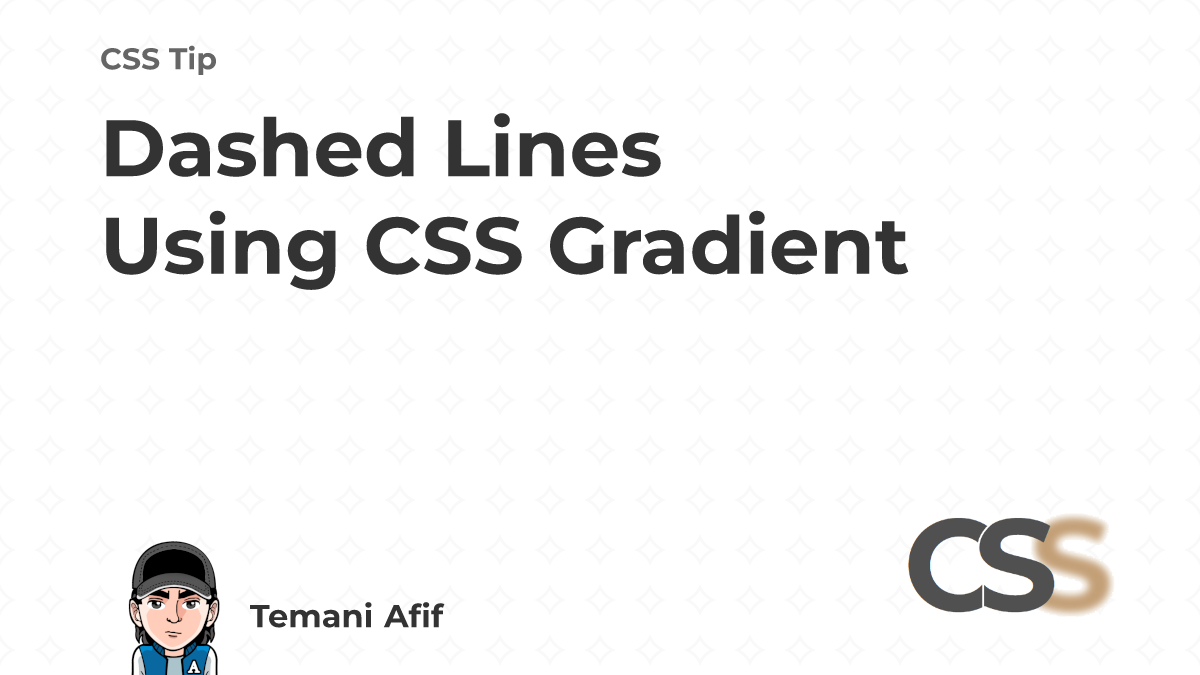 CSS Tip
Dashed Lines
Using CSS Gradient
Temani Afif
A
CSS